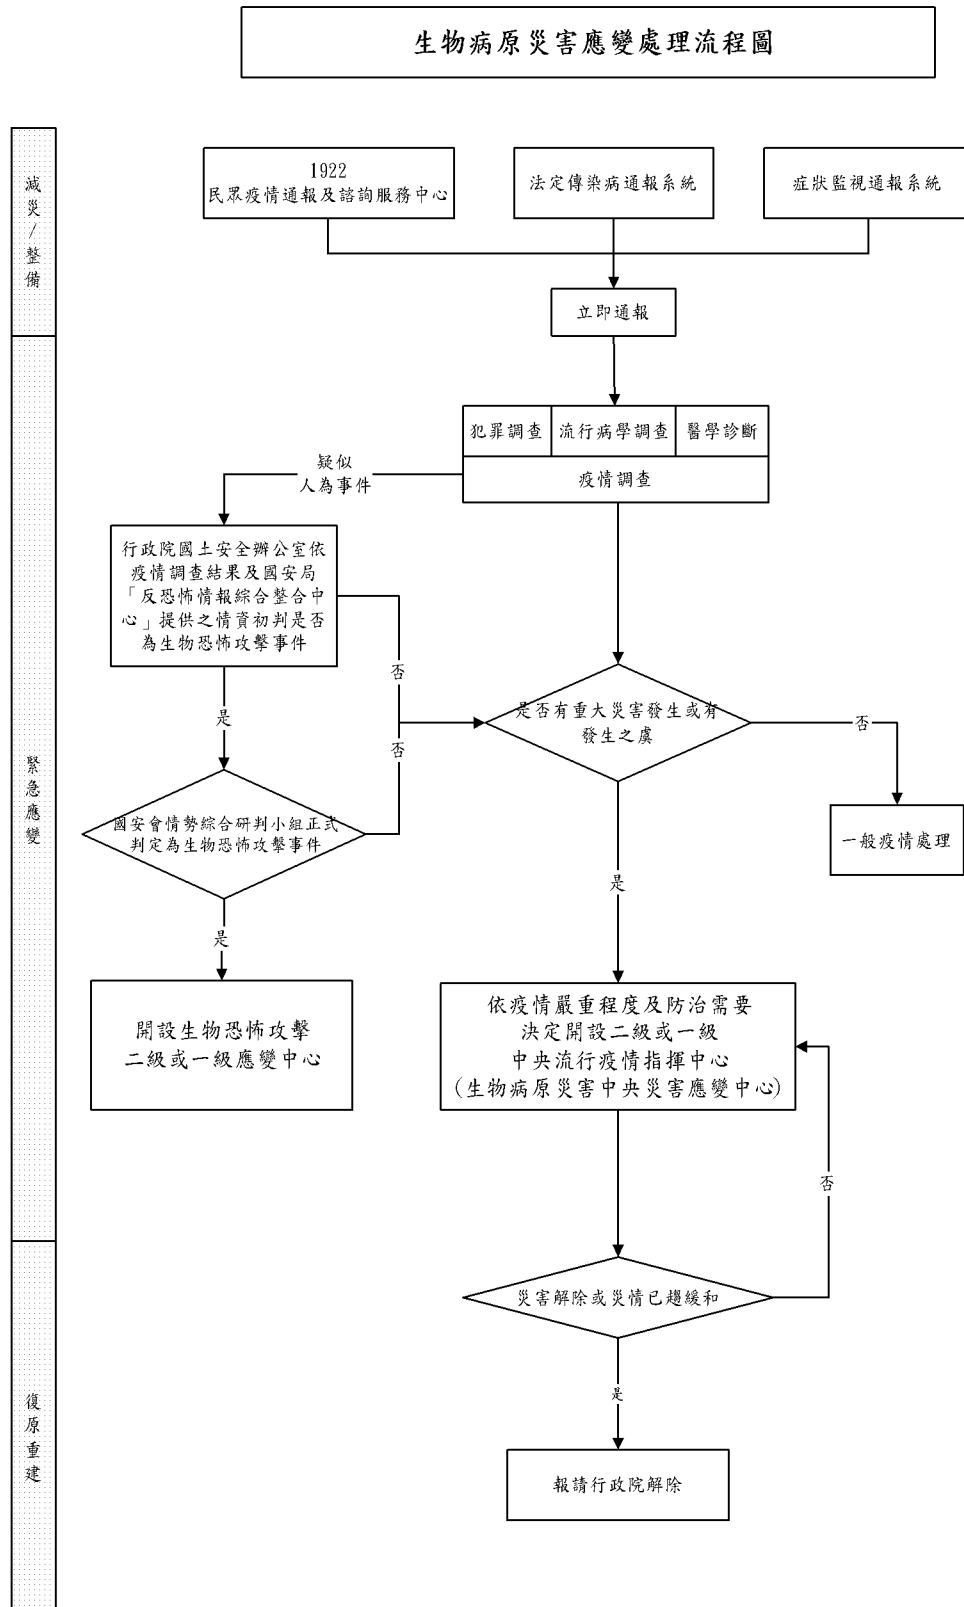 生物病原災害應變處理流程圖
減災/整備
1922
民眾疫情通報及諮詢服務中心
法定傳染病通報系統
症狀監視通報系統
立即通報
緊急應變
犯罪調查
流行病學調查
醫學診斷
疫情調查
疑似
人為事件
行政院國土安全辦公室依
疫情調查結果及國安局
「反恐怖情報綜合整合中
心」提供之情資初判是否
為生物恐怖攻擊事件
否
是
是否有重大災害發生或有
發生之虞
否
否
國安會情勢綜合研判小組正式
判定為生物恐怖攻擊事件
一般疫情處理
是
是
開設生物恐怖攻擊
二級或一級應變中心
依疫情嚴重程度及防治需要
決定開設二級或一級
中央流行疫情指揮中心
(生物病原災害中央災害應變中心)
否
災害解除或災情已趨緩和
復原重建
是
報請行政院解除